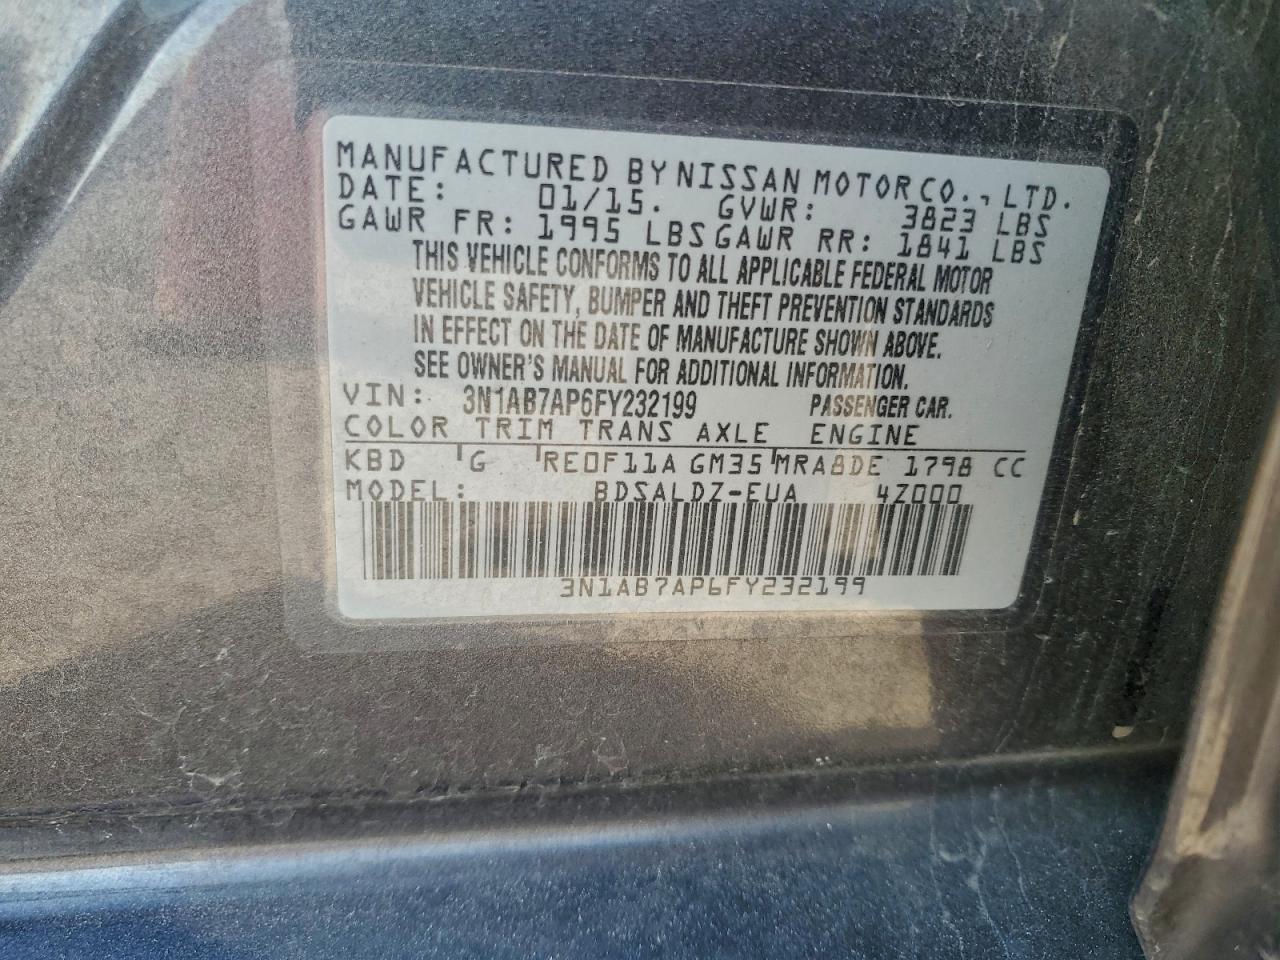 MANUFACTURED BY NISSAN MOTOR CO., LTD.
DATE: 01/15. GVWR: 3823 LBS
GAWR FR: 1995 LBS GAWR RR: 1841 LBS
THIS VEHICLE CONFORMS TO ALL APPLICABLE FEDERAL MOTOR
VEHICLE SAFETY, BUMPER AND THEFT PREVENTION STANDARDS
IN EFFECT ON THE DATE OF MANUFACTURE SHOWN ABOVE.
SEE OWNER'S MANUAL FOR ADDITIONAL INFORMATION.
VIN: 3N1AB7AP6FY232199 PASSENGER CAR.
COLOR TRIM TRANS AXLE ENGINE
KBD G RE0F11A GM35 MRA8DE 1798 CC
MODEL: BDSALDZ-EUA 4Z000
3N1AB7AP6FY232199